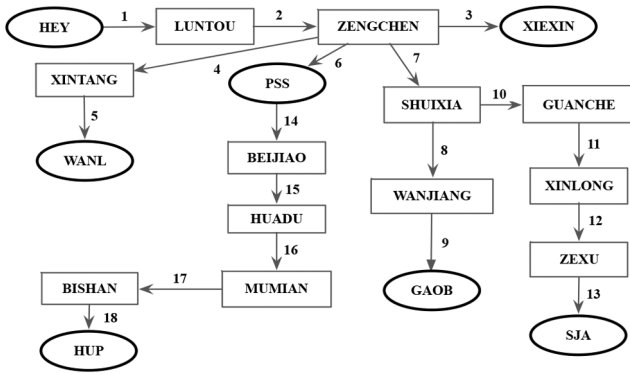 HEY 1 LUNTOU 2 ZENGCHEN 3 XIEXIN
4 6 7
XINTANG PSS
5 14 SHUIXIA 10 GUANCHE
WANL 8 11
BEIJIAO
15 WANJIANG XINLONG
HUADU 12
16 9 ZEXU
BISHAN 17 MUMIAN GAOB 13
18
HUP SJA